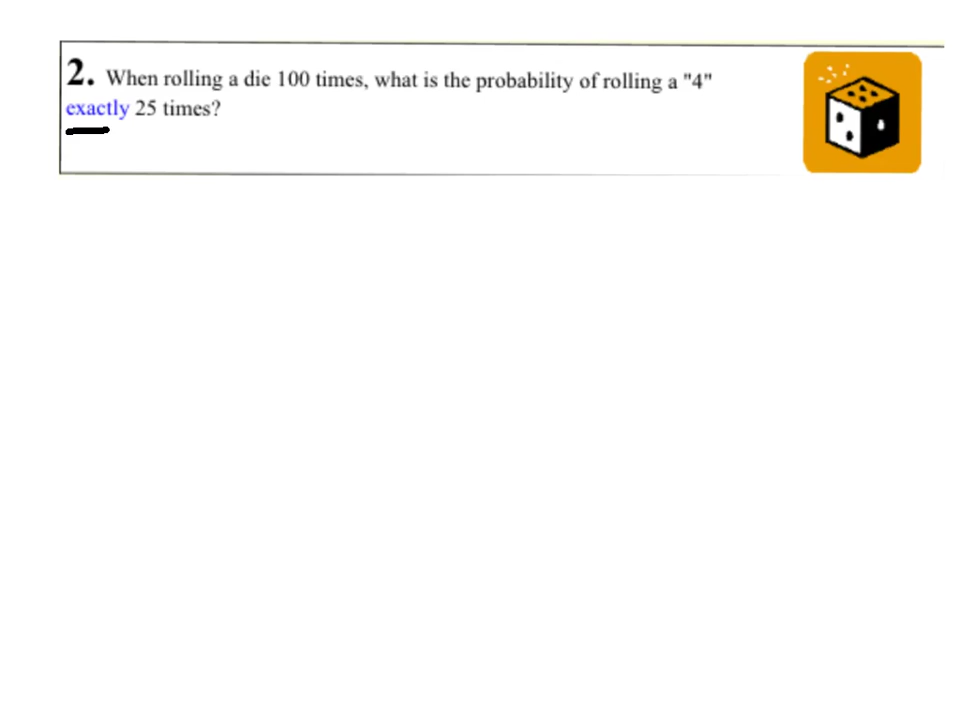 2. When rolling a die 100 times, what is the probability of rolling a "4"
exactly 25 times?